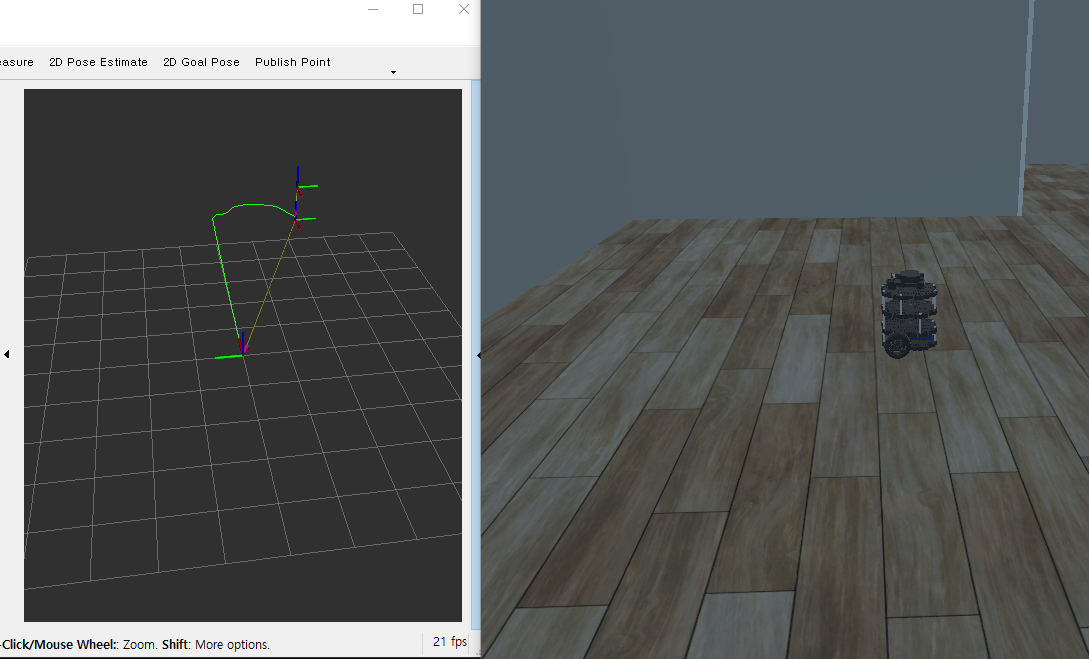 easure 2D Pose Estimate 2D Goal Pose Publish Point
-Click/Mouse Wheel:: Zoom. Shift: More options. 21 fps